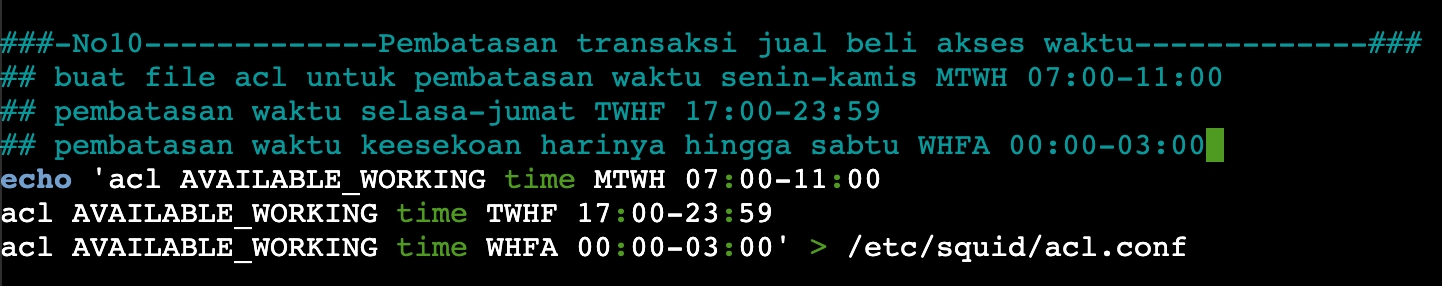 ###-No10-------------Pembatasan transaksi jual beli akses waktu-------------###
## buat file acl untuk pembatasan waktu senin-kamis MTWH 07:00-11:00
## pembatasan waktu selasa-jumat TWHF 17:00-23:59
## pembatasan waktu keesekoan harinya hingga sabtu WHFA 00:00-03:00
echo 'acl AVAILABLE_WORKING time MTWH 07:00-11:00
acl AVAILABLE_WORKING time TWHF 17:00-23:59
acl AVAILABLE_WORKING time WHFA 00:00-03:00' > /etc/squid/acl.conf